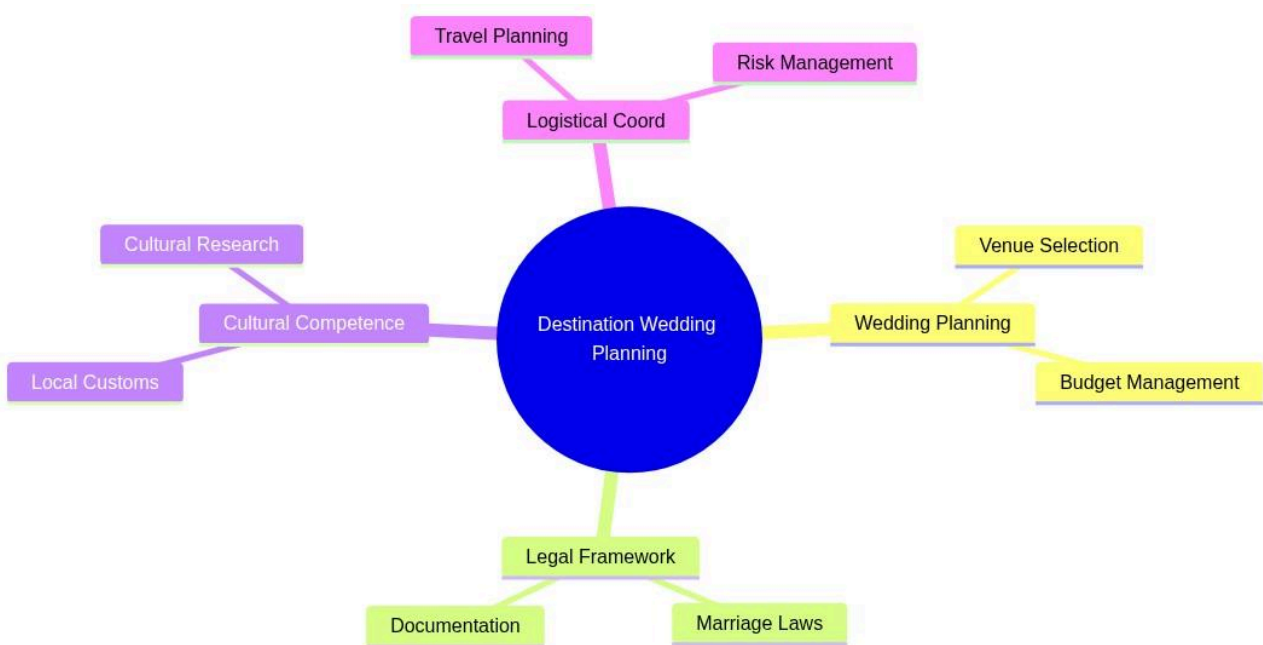 Travel Planning
Risk Management
Logistical Coord
Cultural Research
Venue Selection
Cultural Competence
Destination Wedding
Planning
Wedding Planning
Local Customs
Budget Management
Legal Framework
Documentation
Marriage Laws